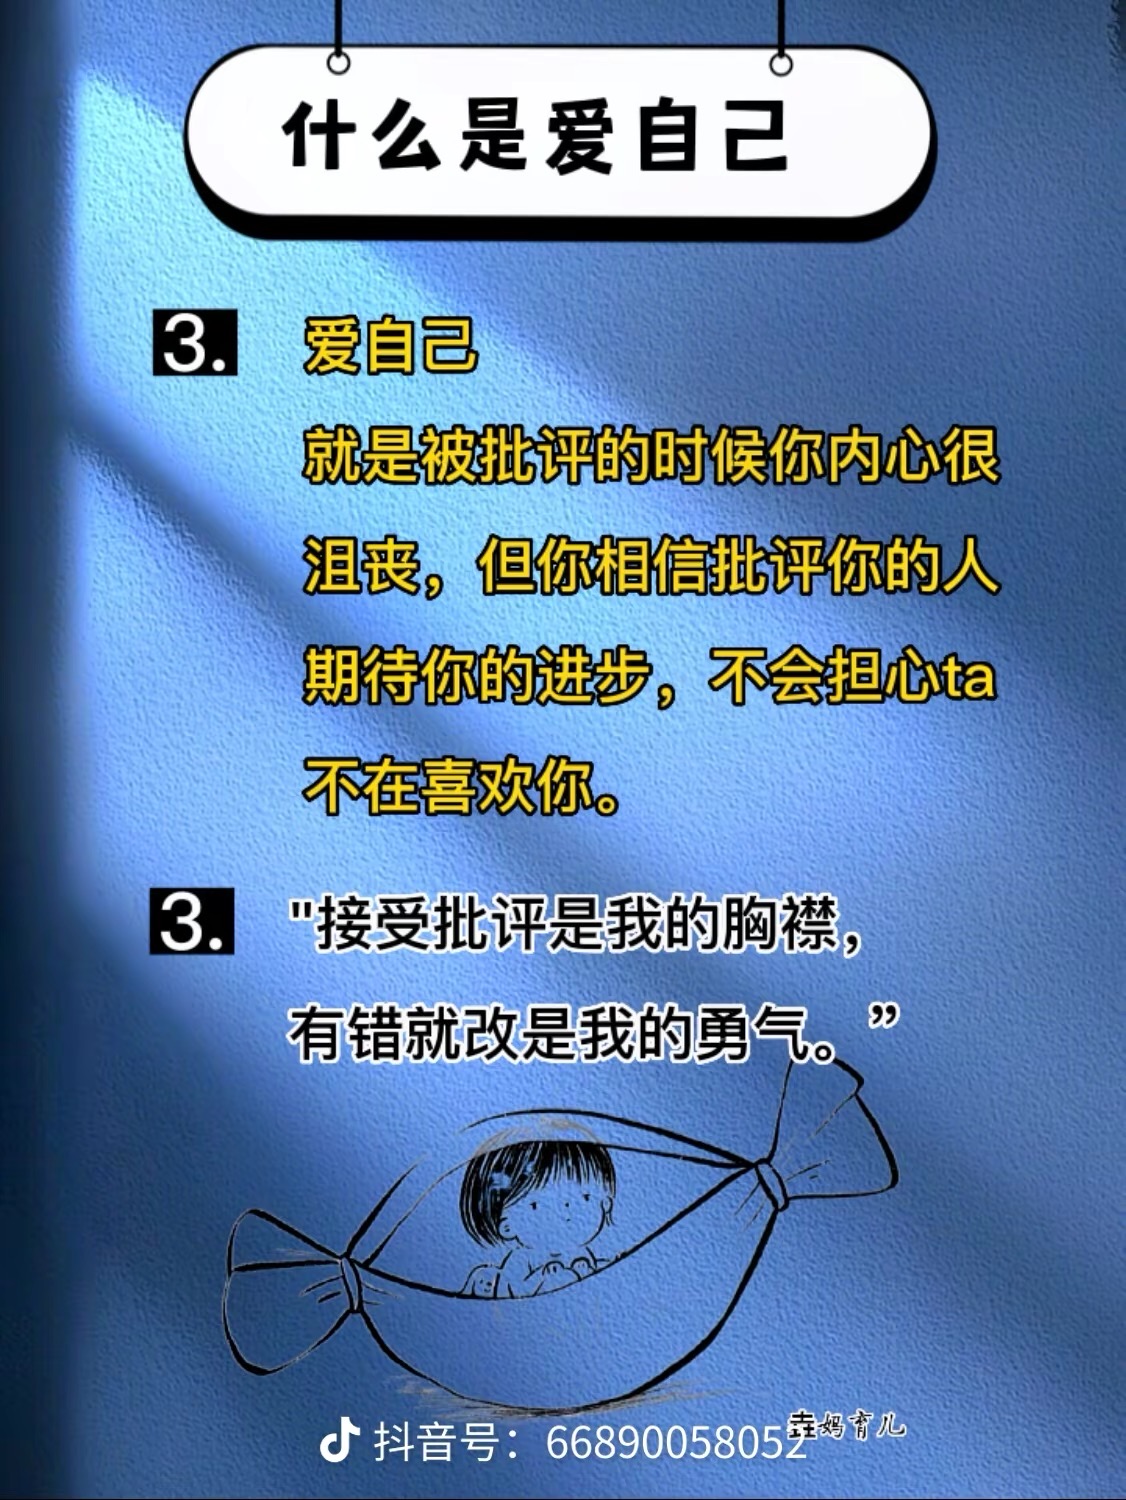 什么是爱自己
3. 爱自己
就是被批评的时候你内心很
沮丧，但你相信批评你的人
期待你的进步，不会担心ta
不在喜欢你。
3. "接受批评是我的胸襟，
有错就改是我的勇气。”
垚妈育儿
抖音号：66890058052